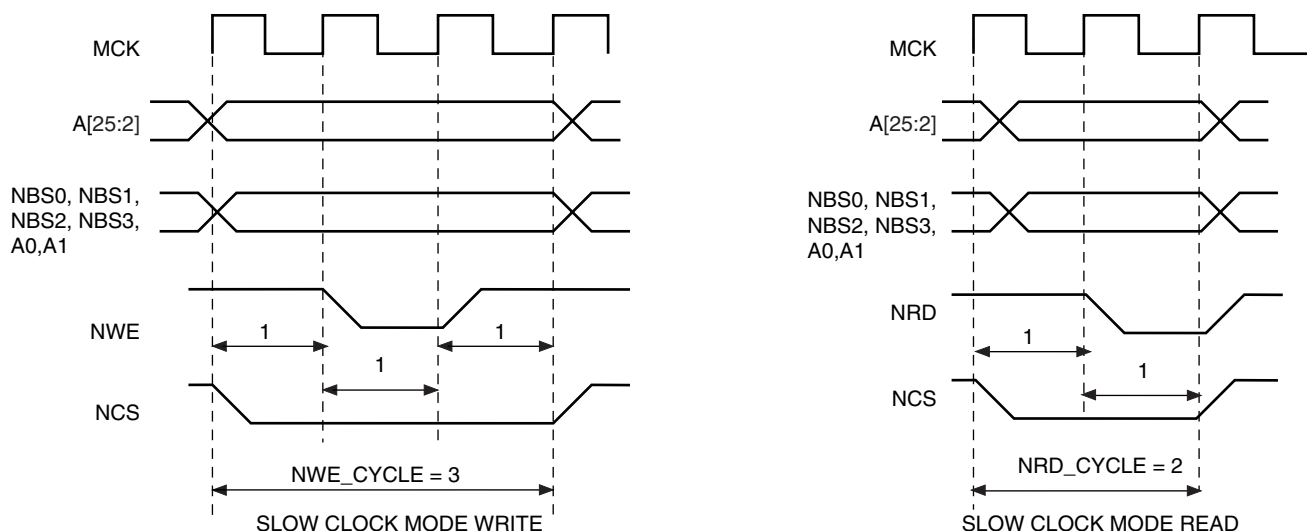 MCK
A[25:2]
NBS0, NBS1,
NBS2, NBS3,
A0,A1
NWE
1
1
1
NCS
NWE_CYCLE = 3
SLOW CLOCK MODE WRITE
MCK
A[25:2]
NBS0, NBS1,
NBS2, NBS3,
A0,A1
NRD
1
1
NCS
NRD_CYCLE = 2
SLOW CLOCK MODE READ